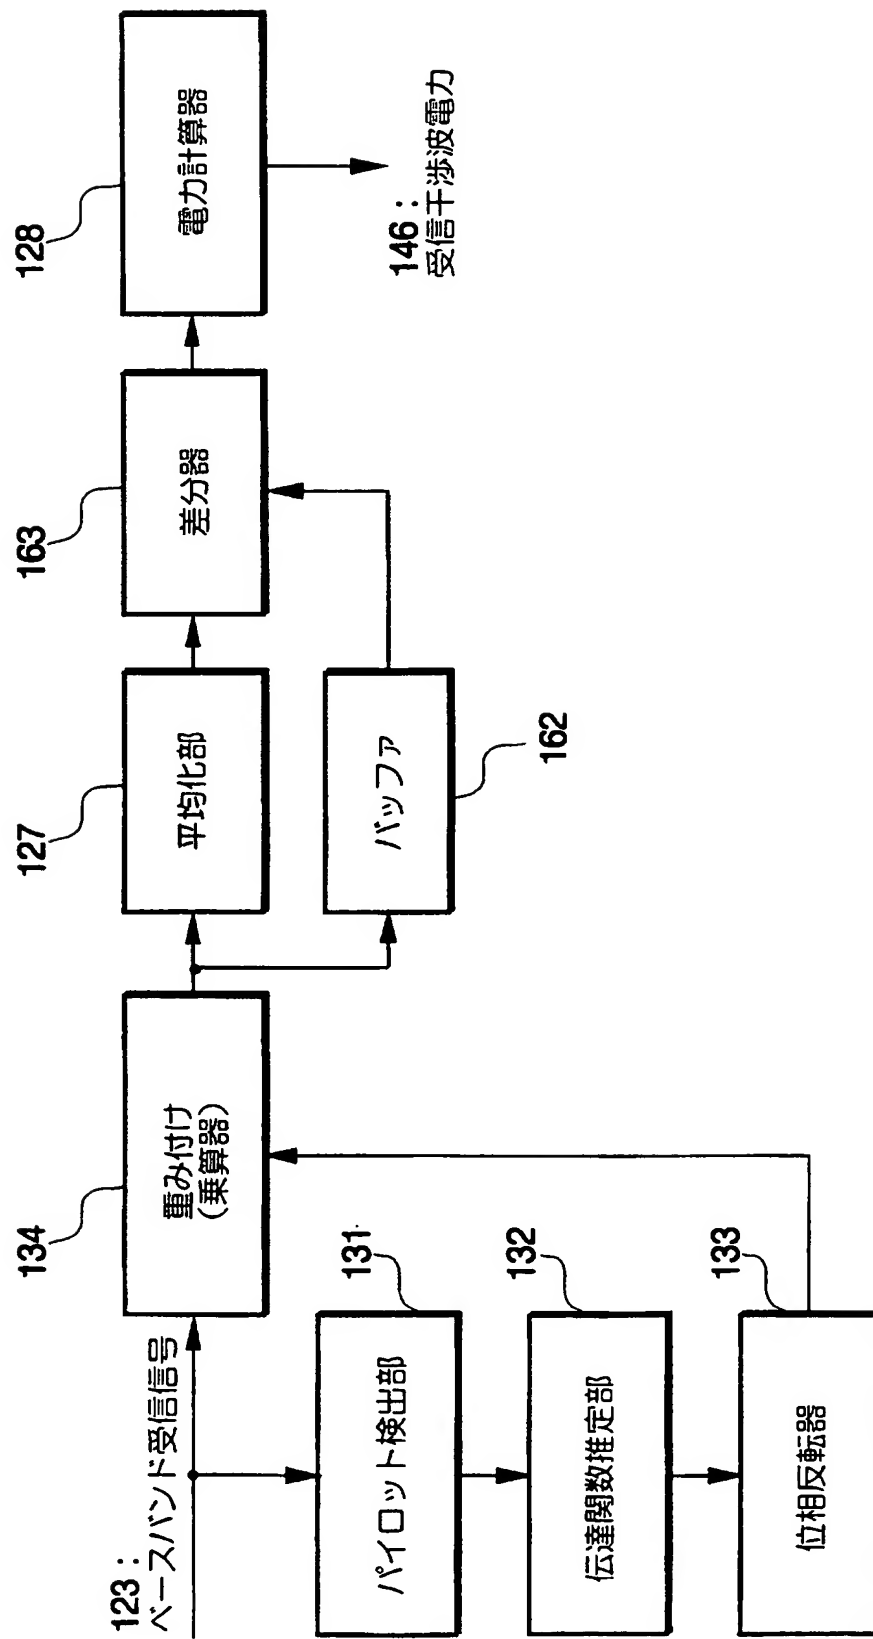 123：
ベースバンド受信信号
134
重み付け
(乗算器)
127
平均化部
163
差分器
128
電力計算器
146：
受信干渉波電力
バッファ
162
131
パイロット検出部
132
伝達関数推定部
133
位相反転器